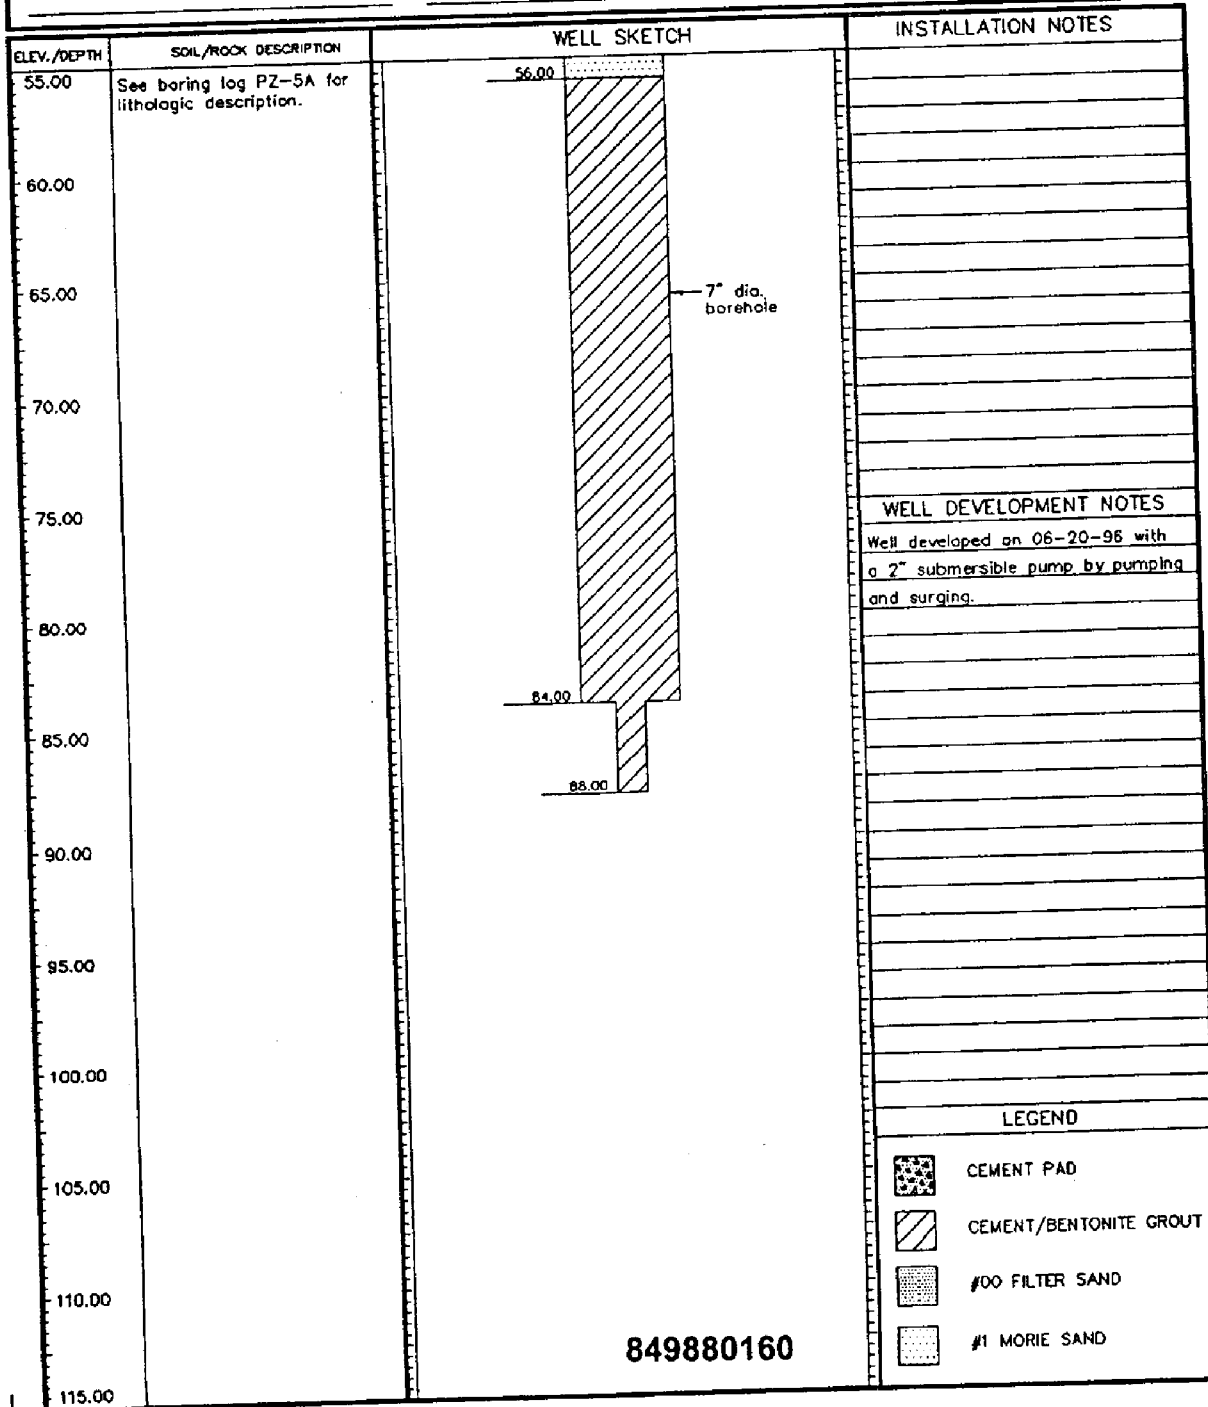 ELEV./DEPTH
SOIL/ROCK DESCRIPTION
WELL SKETCH
INSTALLATION NOTES
55.00
See boring log PZ-5A for
lithologic description.
56.00
60.00
65.00
7" dia.
borehole
70.00
75.00
WELL DEVELOPMENT NOTES
Well developed on 06-20-96 with
a 2" submersible pump by pumping
and surging.
80.00
84.00
85.00
88.00
90.00
95.00
100.00
LEGEND
105.00
CEMENT PAD
CEMENT/BENTONITE GROUT
110.00
#00 FILTER SAND
#1 MORIE SAND
849880160
115.00